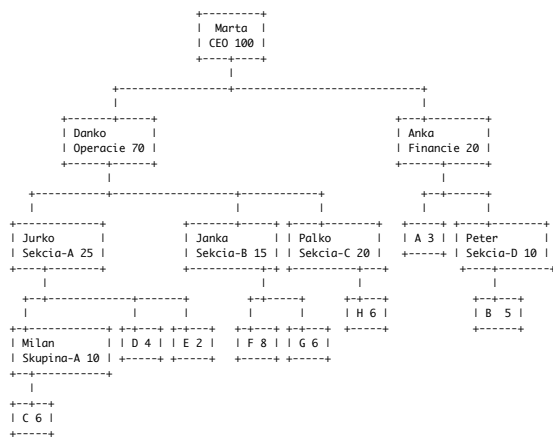 Marta
CEO 100
Danko
Operacie 70
Anka
Financie 20
Jurko
Sekcia-A 25
Janka
Sekcia-B 15
Palko
Sekcia-C 20
A 3
Peter
Sekcia-D 10
Milan
Skupina-A 10
D 4
E 2
F 8
G 6
H 6
B 5
C 6